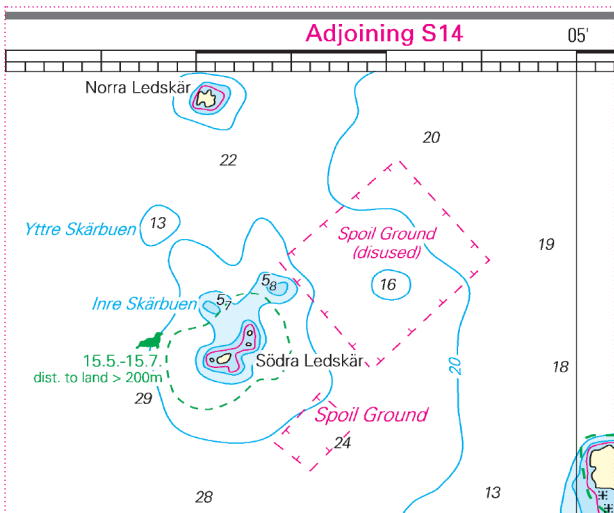 Adjoining S14
05'
Norra Ledskär
20
22
Yttre Skärbuen
13
Spoil Ground
(disused)
19
16
5₈
Inre Skärbuen
5₇
15.5.-15.7.
dist. to land > 200m
Södra Ledskär
20
18
29
Spoil Ground
24
28
13